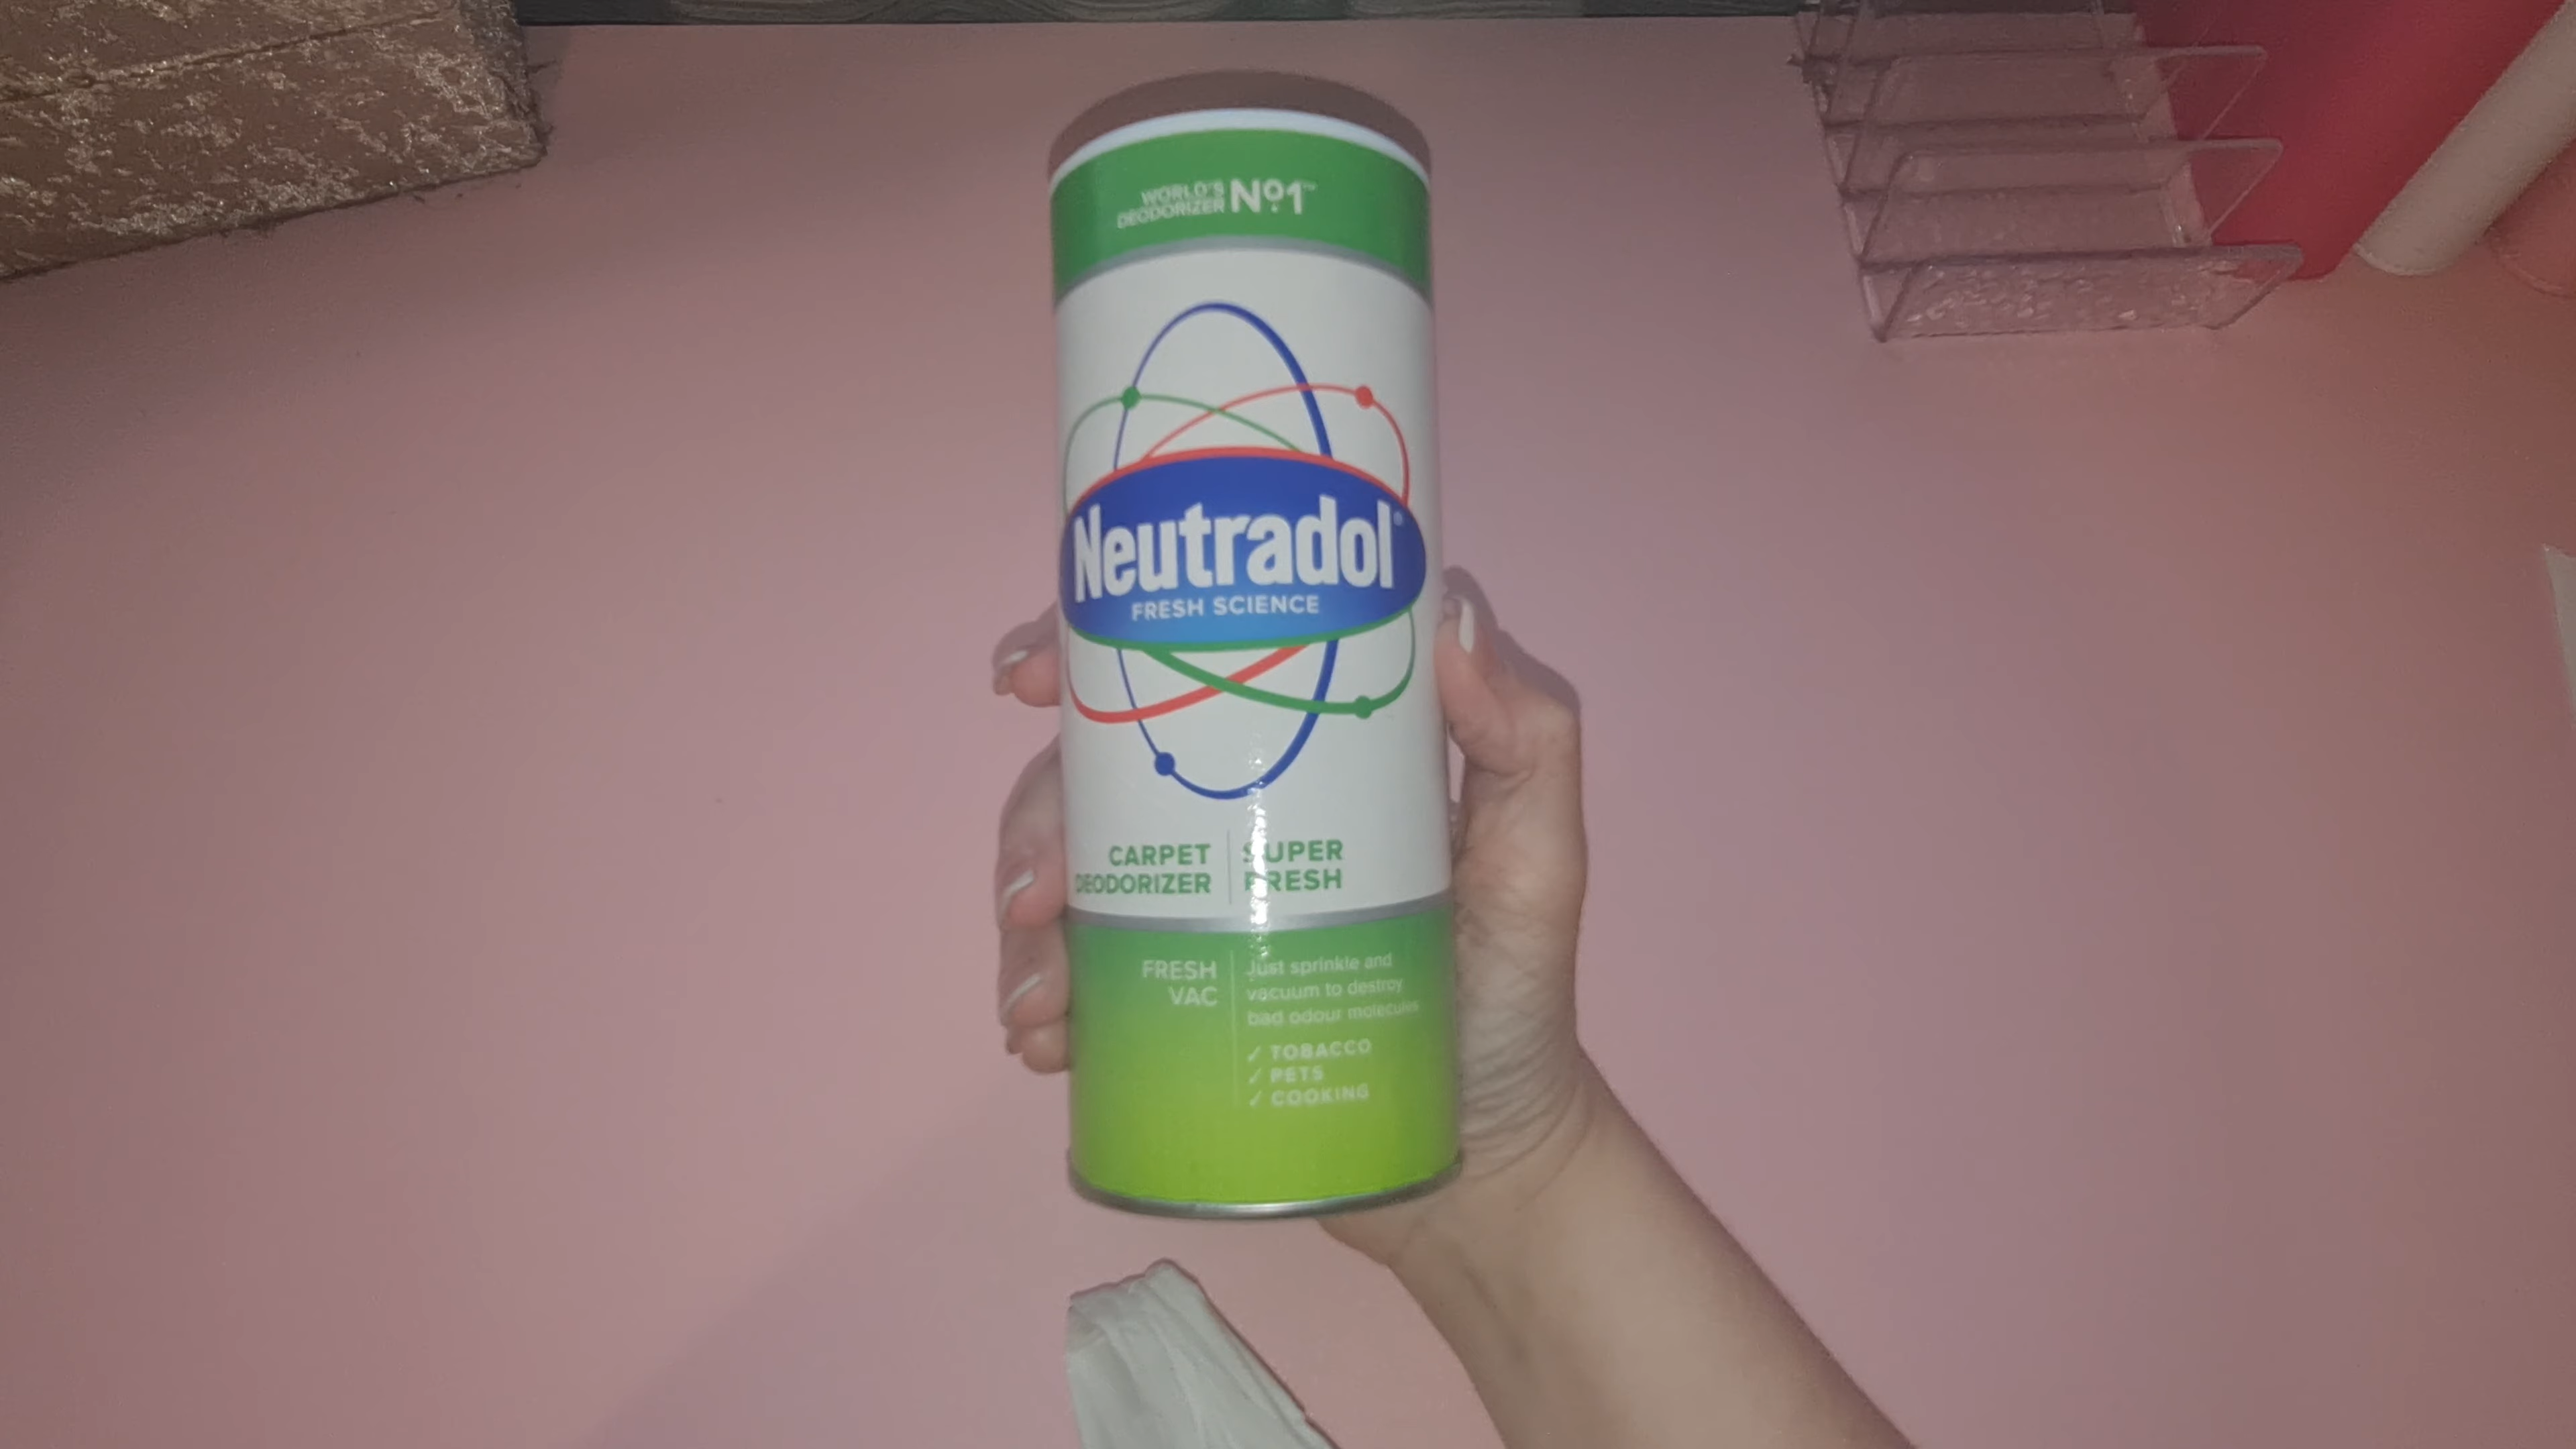 WORLD'S
DEODORIZER
No1™
Neutradol®
FRESH SCIENCE
CARPET
DEODORIZER
SUPER
FRESH
FRESH
VAC
Just sprinkle and
vacuum to destroy
bad odour molecules
✓ TOBACCO
✓ PETS
✓ COOKING